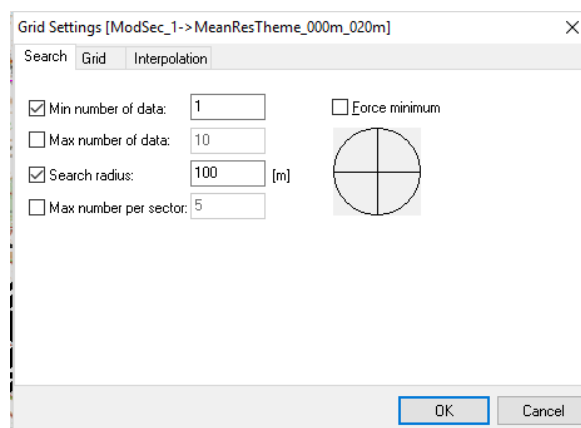 Grid Settings [ModSec_1->MeanResTheme_000m_020m]
Search Grid Interpolation
Min number of data: 1 Force minimum
Max number of data: 10
Search radius: 100 [m]
Max number per sector: 5
OK Cancel